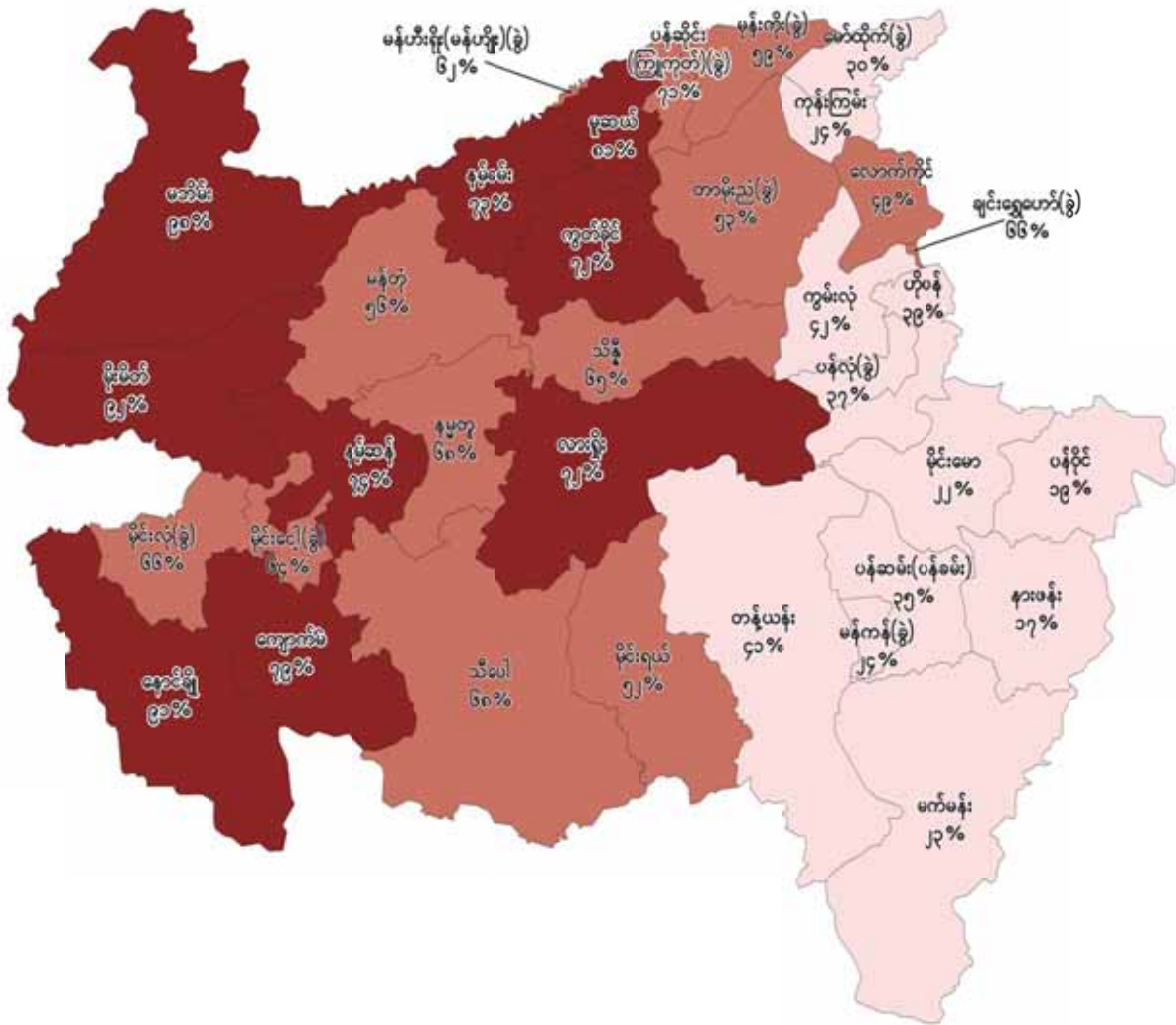 မန်ဟီးရိုး(မန်ဟျိုး)(ခွဲ)
၆၂%
ပန်ဆိုင်း
(ကြူကုတ်)(ခွဲ)
၇၁%
မုန်းကိုး(ခွဲ)
၅၉%
မော်ထိုက်(ခွဲ)
၃၀%
ကုန်းကြမ်း
၂၄%
မူဆယ်
၈၁%
နမ့်ခမ်း
၇၃%
ကွတ်ခိုင်
၇၂%
တာမိုးညဲ(ခွဲ)
၅၃%
လောက်ကိုင်
၄၉%
ချင်းရွှေဟော်(ခွဲ)
၆၆%
မဘိမ်း
၉၈%
မန်တုံ
၅၆%
ကွမ်းလုံ
၄၂%
ဟိုပန်
၃၉%
သိန္နီ
၆၅%
ပန်လုံ(ခွဲ)
၃၇%
မိုးမိတ်
၉၂%
နမ္မတူ
၆၈%
နမ့်ဆန်
၇၄%
လားရှိုး
၇၂%
မိုင်းမော
၂၂%
ပန်ဝိုင်
၁၉%
မိုင်းလုံ(ခွဲ)
၆၆%
မိုင်းငေါ့(ခွဲ)
၆၄%
ပန်ဆမ်း(ပန်ခမ်း)
၃၅%
နားဖန်း
၁၇%
ကျောက်မဲ
၇၉%
နောင်ချို
၉၁%
သီပေါ
၆၈%
မိုင်းရယ်
၅၂%
တန့်ယန်း
၄၁%
မန်ကန်(ခွဲ)
၂၄%
မက်မန်း
၂၃%